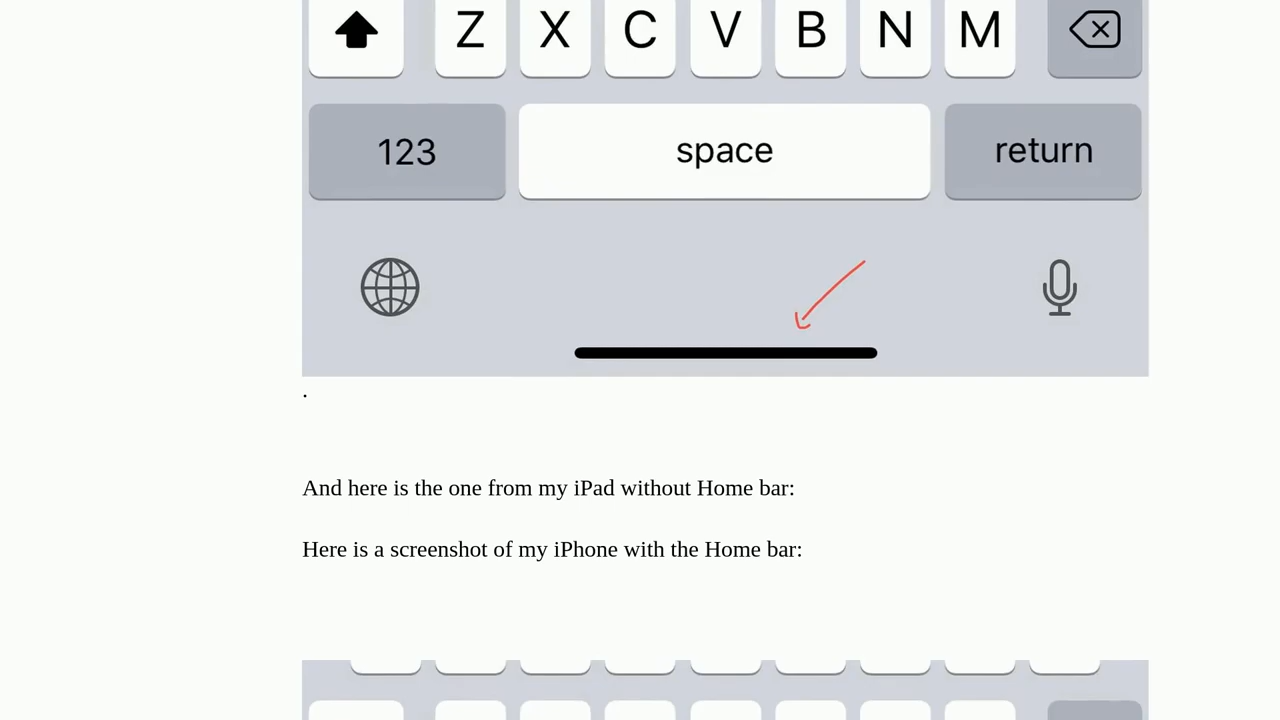 Z X C V B N M
123 space return
.
And here is the one from my iPad without Home bar:
Here is a screenshot of my iPhone with the Home bar: